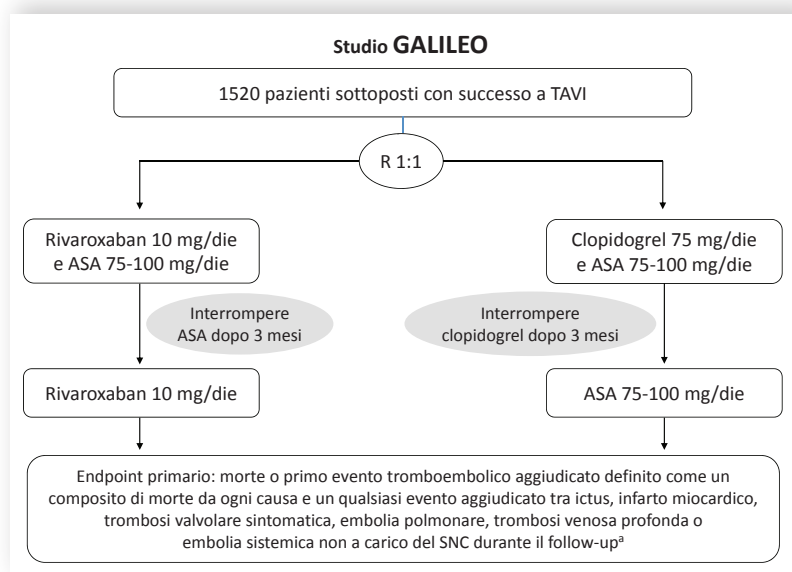 Studio GALILEO
1520 pazienti sottoposti con successo a TAVI
R 1:1
Rivaroxaban 10 mg/die
e ASA 75-100 mg/die
Clopidogrel 75 mg/die
e ASA 75-100 mg/die
Interrompere
ASA dopo 3 mesi
Interrompere
clopidogrel dopo 3 mesi
Rivaroxaban 10 mg/die
ASA 75-100 mg/die
Endpoint primario: morte o primo evento tromboembolico aggiudicato definito come un
composito di morte da ogni causa e un qualsiasi evento aggiudicato tra ictus, infarto miocardico,
trombosi valvolare sintomatica, embolia polmonare, trombosi venosa profonda o
embolia sistemica non a carico del SNC durante il follow-upª